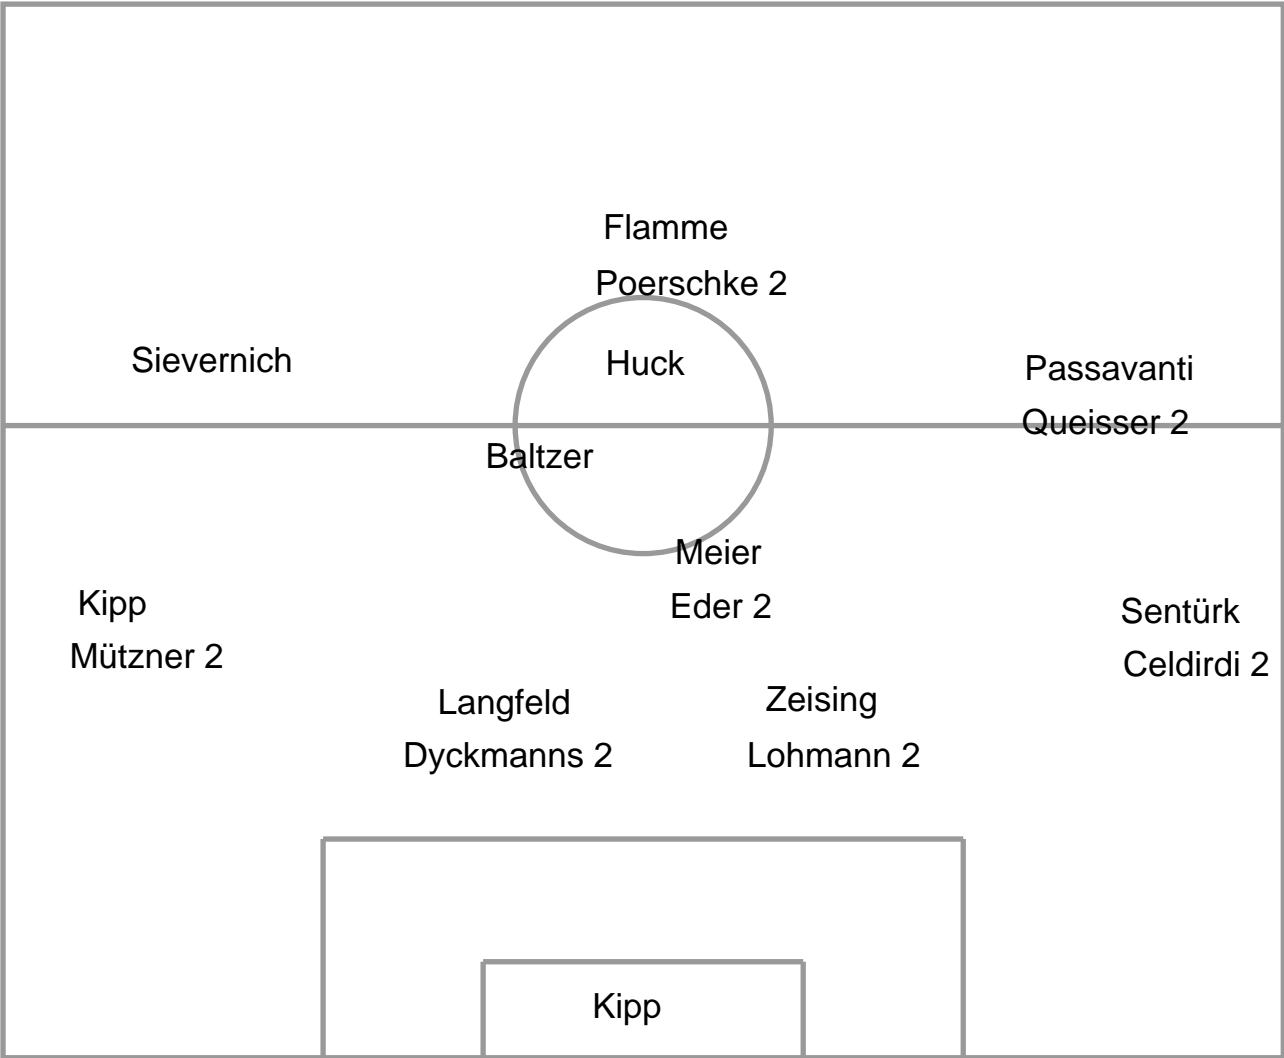 Flamme
Poerschke 2
Sievernich
Huck
Passavanti
Queisser 2
Baltzer
Meier
Eder 2
Kipp
Mützner 2
Sentürk
Celdirdi 2
Langfeld
Dyckmanns 2
Zeising
Lohmann 2
Kipp